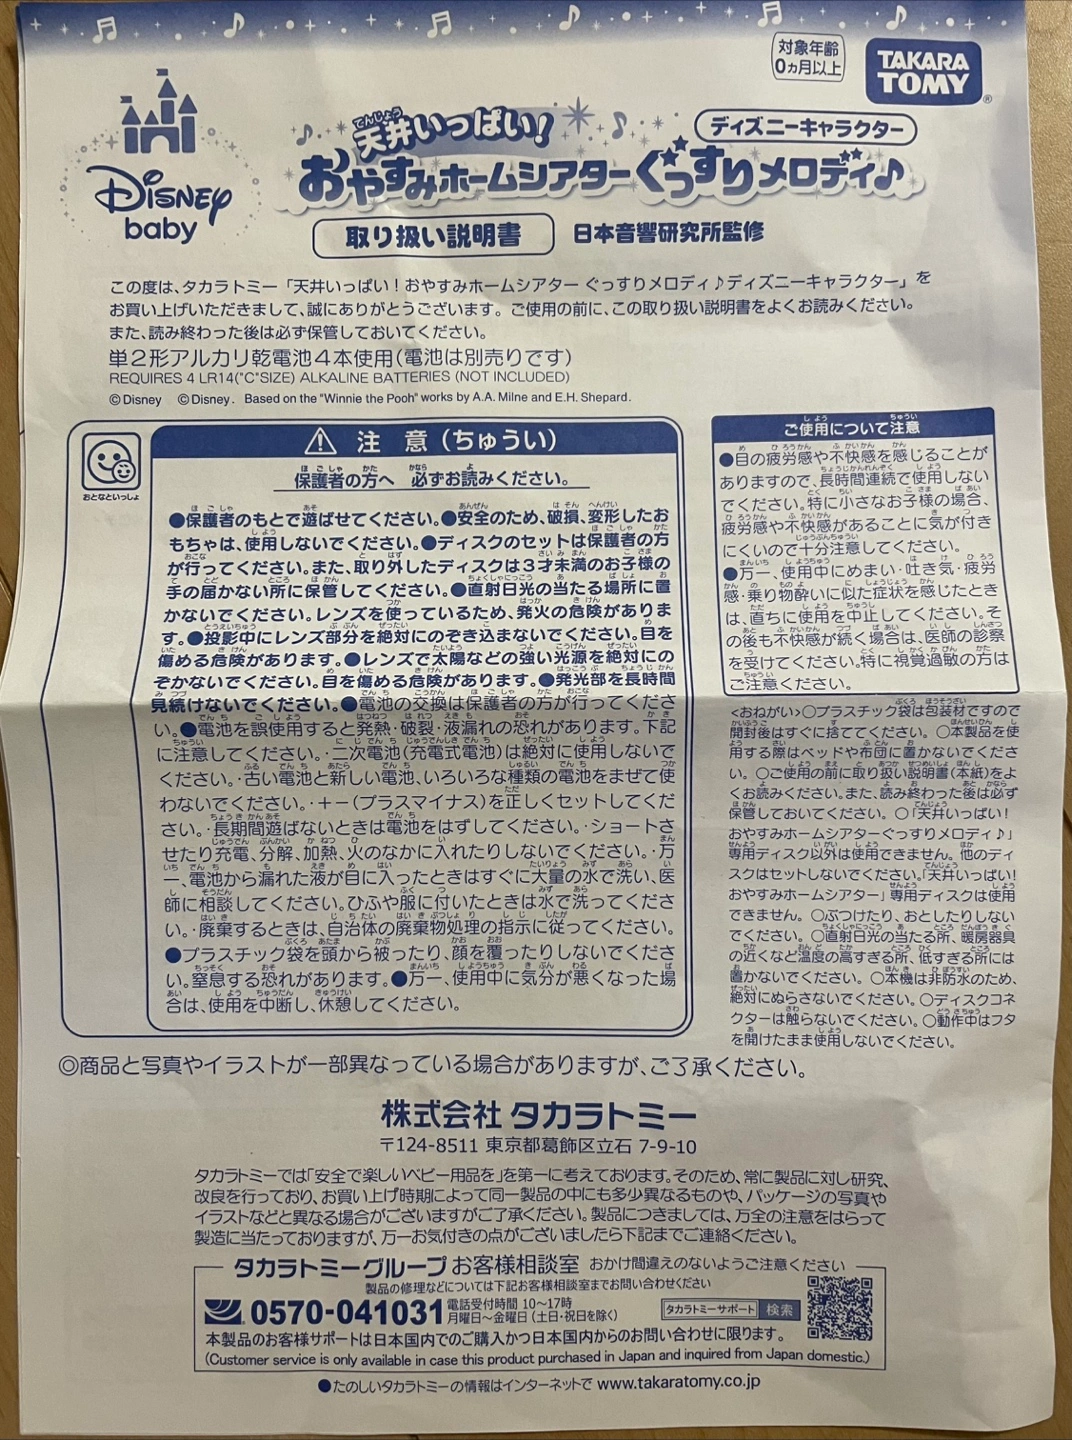 対象年齢
0ヵ月以上
TAKARA
TOMY
Disney
baby
天井いっぱい!
ディズニーキャラクター
おやすみホームシアターぐっすりメロディ♪
取り扱い説明書
日本音響研究所監修
この度は、タカラトミー「天井いっぱい!おやすみホームシアター ぐっすりメロディ♪ディズニーキャラクター」を
お買い上げいただきまして、誠にありがとうございます。ご使用の前に、この取り扱い説明書をよくお読みください。
また、読み終わった後は必ず保管しておいてください。
単2形アルカリ乾電池4本使用(電池は別売りです)
REQUIRES 4 LR14("C"SIZE) ALKALINE BATTERIES (NOT INCLUDED)
©Disney ©Disney. Based on the "Winnie the Pooh" works by A.A. Milne and E.H. Shepard.
おとなといっしょ
⚠ 注 意(ちゅうい)
保護者の方へ 必ずお読みください。
●保護者のもとで遊ばせてください。●安全のため、破損、変形したお
もちゃは、使用しないでください。●ディスクのセットは保護者の方
が行ってください。また、取り外したディスクは3才未満のお子様の
手の届かない所に保管してください。●直射日光の当たる場所に置
かないでください。レンズを使っているため、発火の危険がありま
す。●投影中にレンズ部分を絶対にのぞき込まないでください。目を
傷める危険があります。●レンズで太陽などの強い光源を絶対にの
ぞかないでください。目を傷める危険があります。●発光部を長時間
見続けないでください。●電池の交換は保護者の方が行ってくださ
い。●電池を誤使用すると発熱・破裂・液漏れの恐れがあります。下記
に注意してください。・二次電池(充電式電池)は絶対に使用しないで
ください。・古い電池と新しい電池、いろいろな種類の電池をまぜて使
わないでください。・+−(プラスマイナス)を正しくセットしてくだ
さい。・長期間遊ばないときは電池をはずしてください。・ショートさ
せたり充電、分解、加熱、火のなかに入れたりしないでください。・万
一、電池から漏れた液が目に入ったときはすぐに大量の水で洗い、医
師に相談してください。ひふや服に付いたときは水で洗ってくださ
い。・廃棄するときは、自治体の廃棄物処理の指示に従ってください。
●プラスチック袋を頭から被ったり、顔を覆ったりしないでくださ
い。窒息する恐れがあります。●万一、使用中に気分が悪くなった場
合は、使用を中断し、休憩してください。
ご使用について注意
●目の疲労感や不快感を感じることが
ありますので、長時間連続で使用しない
でください。特に小さなお子様の場合、
疲労感や不快感があることに気が付き
にくいので十分注意してください。
●万一、使用中にめまい・吐き気・疲労
感・乗り物酔いに似た症状を感じたとき
は、直ちに使用を中止してください。そ
の後も不快感が続く場合は、医師の診察
を受けてください。特に視覚過敏の方は
ご注意ください。
<おねがい>○プラスチック袋は包装材ですので
開封後はすぐに捨ててください。○本製品を使
用する際はベッドや布団に置かないでくださ
い。○ご使用の前に取り扱い説明書(本紙)をよ
くお読みください。また、読み終わった後は必ず
保管しておいてください。○「天井いっぱい!
おやすみホームシアターぐっすりメロディ♪」
専用ディスク以外は使用できません。他のディ
スクはセットしないでください。「天井いっぱい!
おやすみホームシアター」専用ディスクは使用
できません。○ぶつけたり、おとしたりしない
でください。○直射日光の当たる所、暖房器具
の近くなど温度の高すぎる所、低すぎる所には
置かないでください。○本機は非防水のため、
絶対にぬらさないでください。○ディスクコネ
クターは触らないでください。○動作中はフタ
を開けたまま使用しないでください。
◎商品と写真やイラストが一部異なっている場合がありますが、ご了承ください。
株式会社 タカラトミー
〒124-8511 東京都葛飾区立石 7-9-10
タカラトミーでは「安全で楽しいベビー用品を」を第一に考えております。そのため、常に製品に対し研究、
改良を行っており、お買い上げ時期によって同一製品の中にも多少異なるものや、パッケージの写真や
イラストなどと異なる場合がございますがご了承ください。製品につきましては、万全の注意をはらって
製造に当たっておりますが、万一お気付きの点がございましたら下記までご連絡ください。
タカラトミーグループ お客様相談室 おかけ間違えのないようご注意ください
製品の修理などについては下記お客様相談室までお問い合わせください
0570-041031 電話受付時間 10〜17時
月曜日〜金曜日(土・日・祝日を除く)
タカラトミーサポート 検索
本製品のお客様サポートは日本国内でのご購入かつ日本国内からのお問い合わせに限ります。
(Customer service is only available in case this product purchased in Japan and inquired from Japan domestic.)
●たのしいタカラトミーの情報はインターネットで www.takaratomy.co.jp